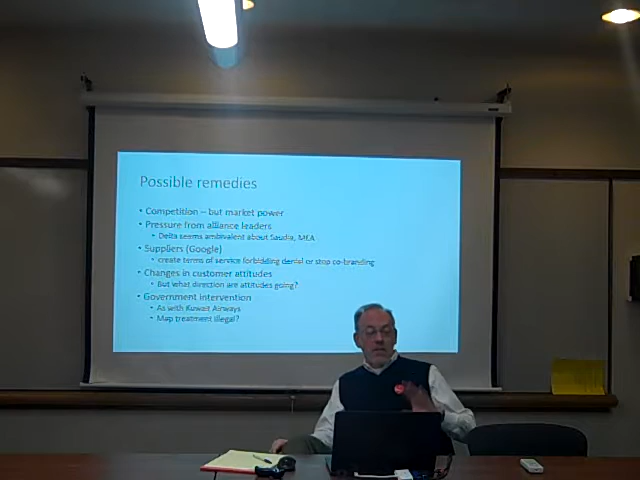 Possible remedies
• Competition – but market power
• Pressure from alliance leaders
• Delta seems ambivalent about Saudia, MEA
• Suppliers (Google)
• create terms of service forbidding denial or stop co-branding
• Changes in customer attitudes
• But what direction are attitudes going?
• Government intervention
• As with Kuwait Airways
• Map treatment illegal?